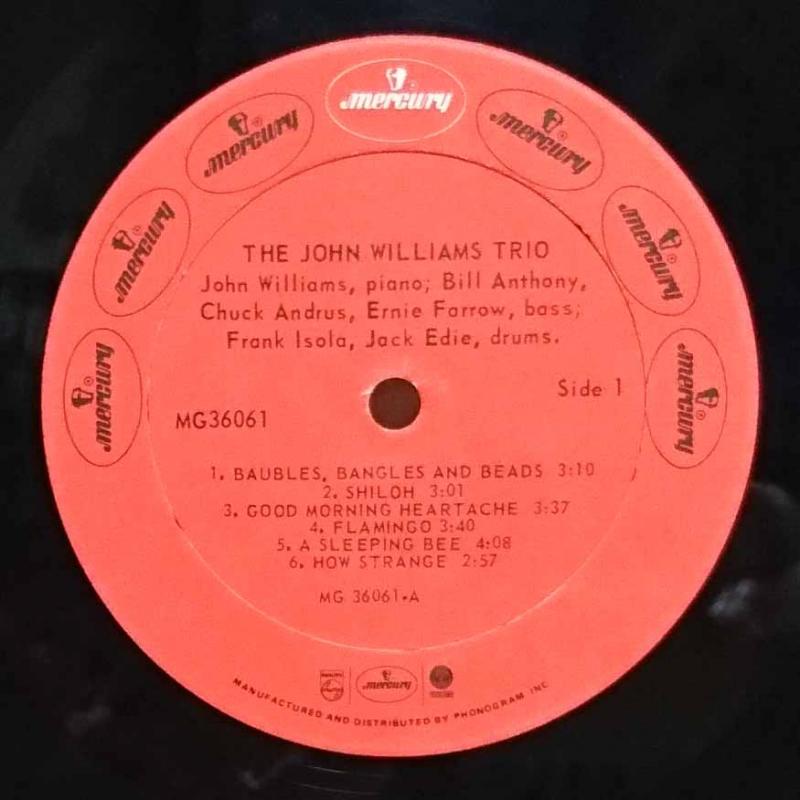 mercury
mercury
mercury
mercury
mercury
mercury
mercury
THE JOHN WILLIAMS TRIO
John Williams, piano; Bill Anthony,
Chuck Andrus, Ernie Farrow, bass;
Frank Isola, Jack Edie, drums.
Side 1
MG36061
1. BAUBLES, BANGLES AND BEADS 3:10
2. SHILOH 3:01
3. GOOD MORNING HEARTACHE 3:37
4. FLAMINGO 3:40
5. A SLEEPING BEE 4:08
6. HOW STRANGE 2:57
MG 36061-A
PHILIPS
mercury
MANUFACTURED AND DISTRIBUTED BY PHONOGRAM INC